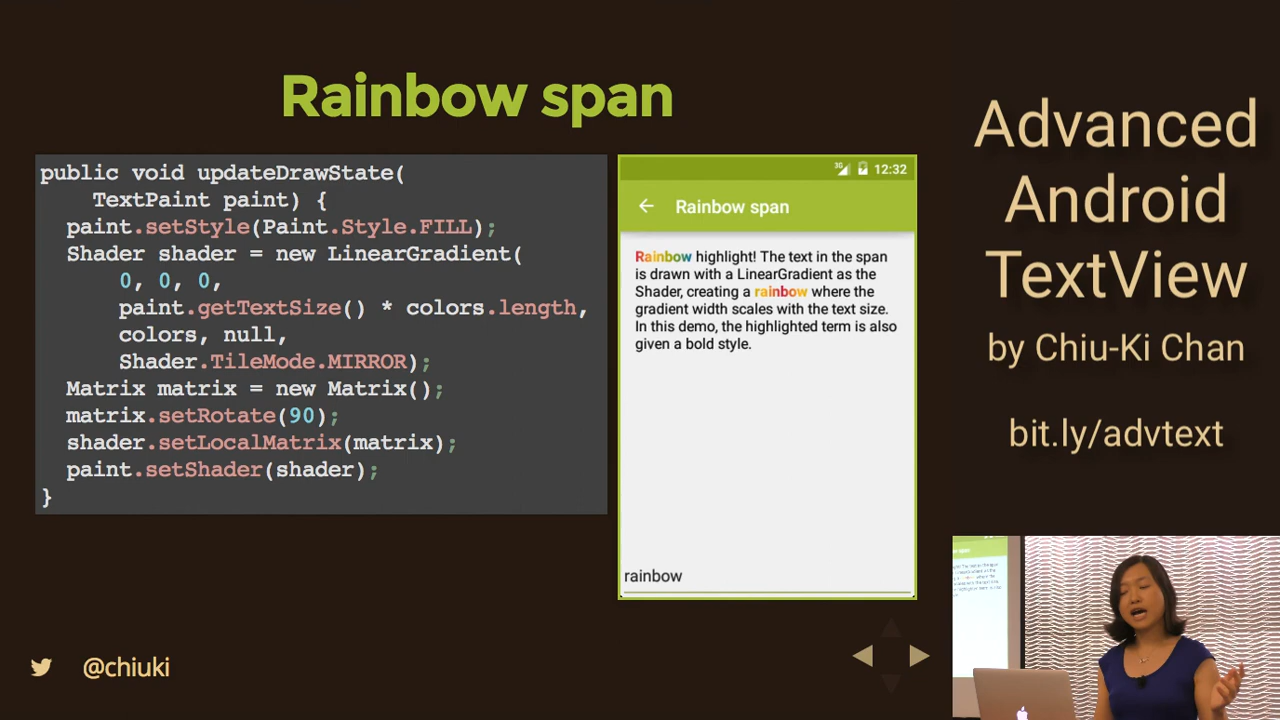 Rainbow span
public void updateDrawState(
TextPaint paint) {
paint.setStyle(Paint.Style.FILL);
Shader shader = new LinearGradient(
0, 0, 0,
paint.getTextSize() * colors.length,
colors, null,
Shader.TileMode.MIRROR);
Matrix matrix = new Matrix();
matrix.setRotate(90);
shader.setLocalMatrix(matrix);
paint.setShader(shader);
}
3G 12:32
Rainbow span
Rainbow highlight! The text in the span
is drawn with a LinearGradient as the
Shader, creating a rainbow where the
gradient width scales with the text size.
In this demo, the highlighted term is also
given a bold style.
rainbow
@chiuki
Advanced
Android
TextView
by Chiu-Ki Chan
bit.ly/advtext